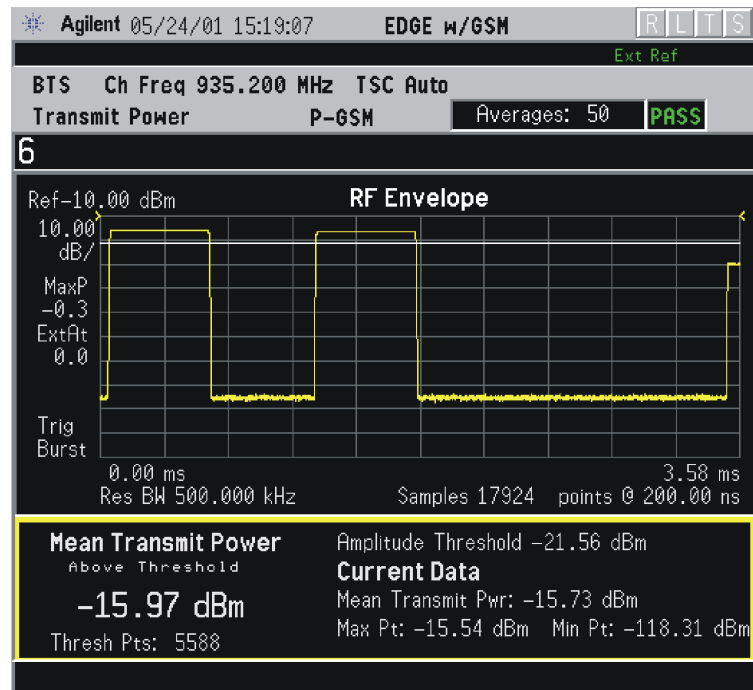 Agilent 05/24/01 15:19:07 EDGE w/GSM R L T S
Ext Ref
BTS Ch Freq 935.200 MHz TSC Auto
Transmit Power P-GSM Averages: 50 PASS
6
Ref-10.00 dBm RF Envelope
10.00
dB/
MaxP
-0.3
ExtAt
0.0
Trig
Burst
0.00 ms 3.58 ms
Res BW 500.000 kHz Samples 17924 points @ 200.00 ns
Mean Transmit Power Amplitude Threshold -21.56 dBm
Above Threshold Current Data
-15.97 dBm Mean Transmit Pwr: -15.73 dBm
Thresh Pts: 5588 Max Pt: -15.54 dBm Min Pt: -118.31 dBm